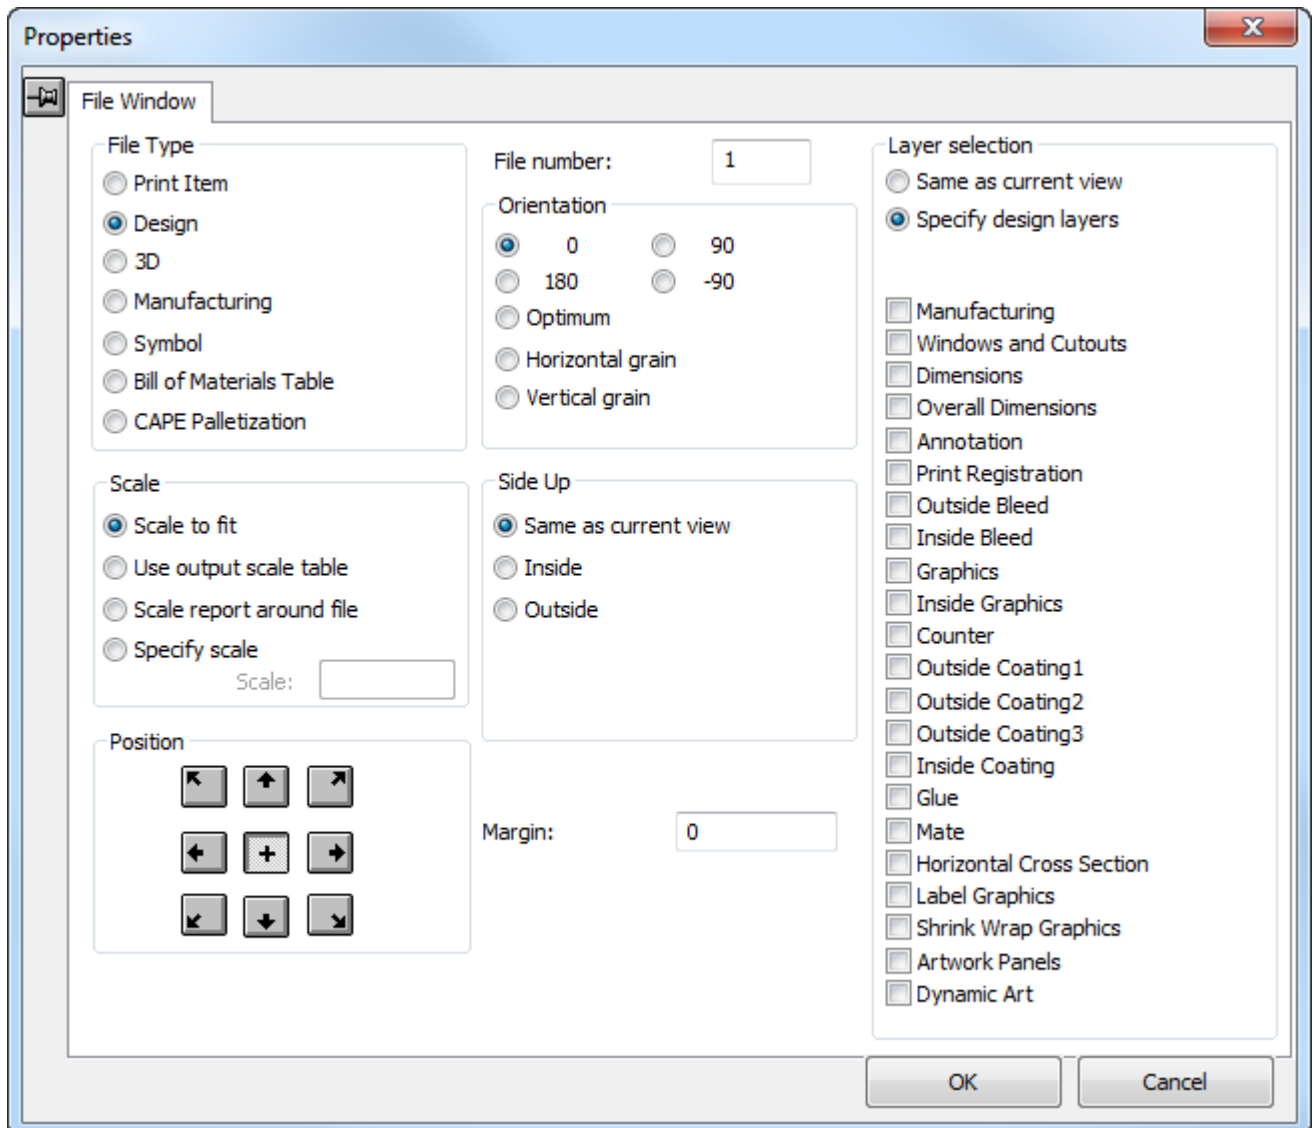 Properties
File Window
File Type
Print Item
Design
3D
Manufacturing
Symbol
Bill of Materials Table
CAPE Palletization
File number: 1
Orientation
0 90
180 -90
Optimum
Horizontal grain
Vertical grain
Scale
Scale to fit
Use output scale table
Scale report around file
Specify scale
Scale:
Side Up
Same as current view
Inside
Outside
Position
Margin: 0
Layer selection
Same as current view
Specify design layers
Manufacturing
Windows and Cutouts
Dimensions
Overall Dimensions
Annotation
Print Registration
Outside Bleed
Inside Bleed
Graphics
Inside Graphics
Counter
Outside Coating1
Outside Coating2
Outside Coating3
Inside Coating
Glue
Mate
Horizontal Cross Section
Label Graphics
Shrink Wrap Graphics
Artwork Panels
Dynamic Art
OK Cancel